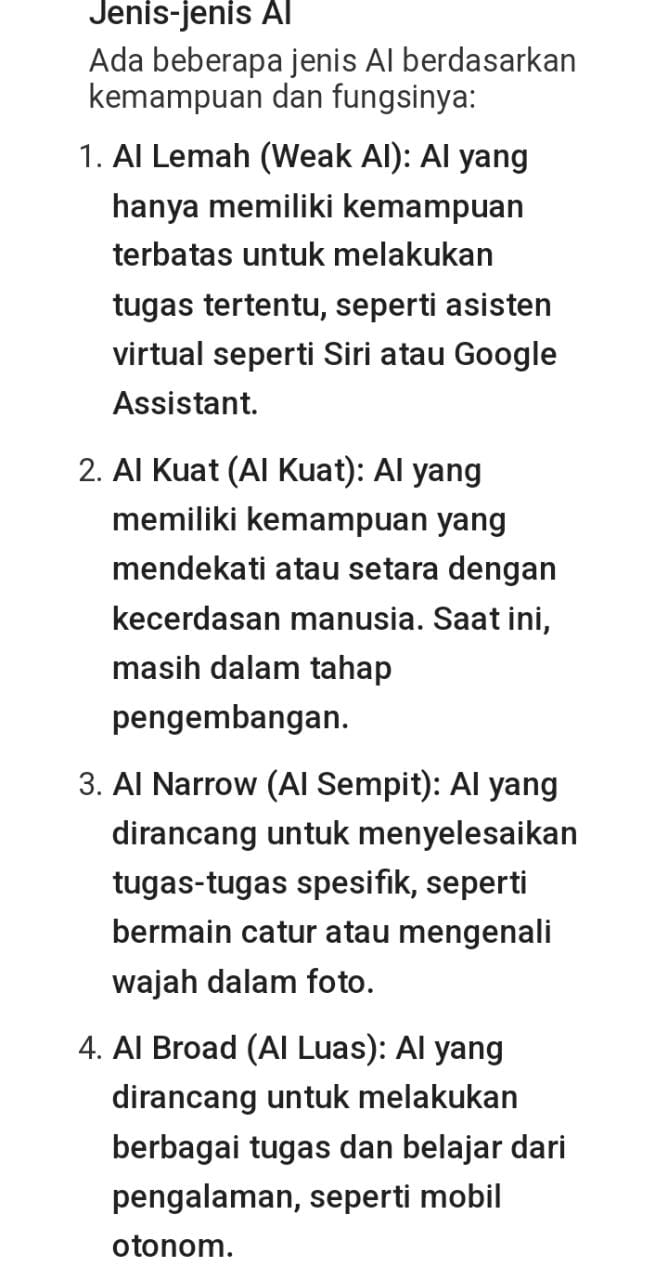 Jenis-jenis AI
Ada beberapa jenis AI berdasarkan
kemampuan dan fungsinya:
1. AI Lemah (Weak AI): AI yang
hanya memiliki kemampuan
terbatas untuk melakukan
tugas tertentu, seperti asisten
virtual seperti Siri atau Google
Assistant.
2. AI Kuat (AI Kuat): AI yang
memiliki kemampuan yang
mendekati atau setara dengan
kecerdasan manusia. Saat ini,
masih dalam tahap
pengembangan.
3. AI Narrow (AI Sempit): AI yang
dirancang untuk menyelesaikan
tugas-tugas spesifik, seperti
bermain catur atau mengenali
wajah dalam foto.
4. AI Broad (AI Luas): AI yang
dirancang untuk melakukan
berbagai tugas dan belajar dari
pengalaman, seperti mobil
otonom.